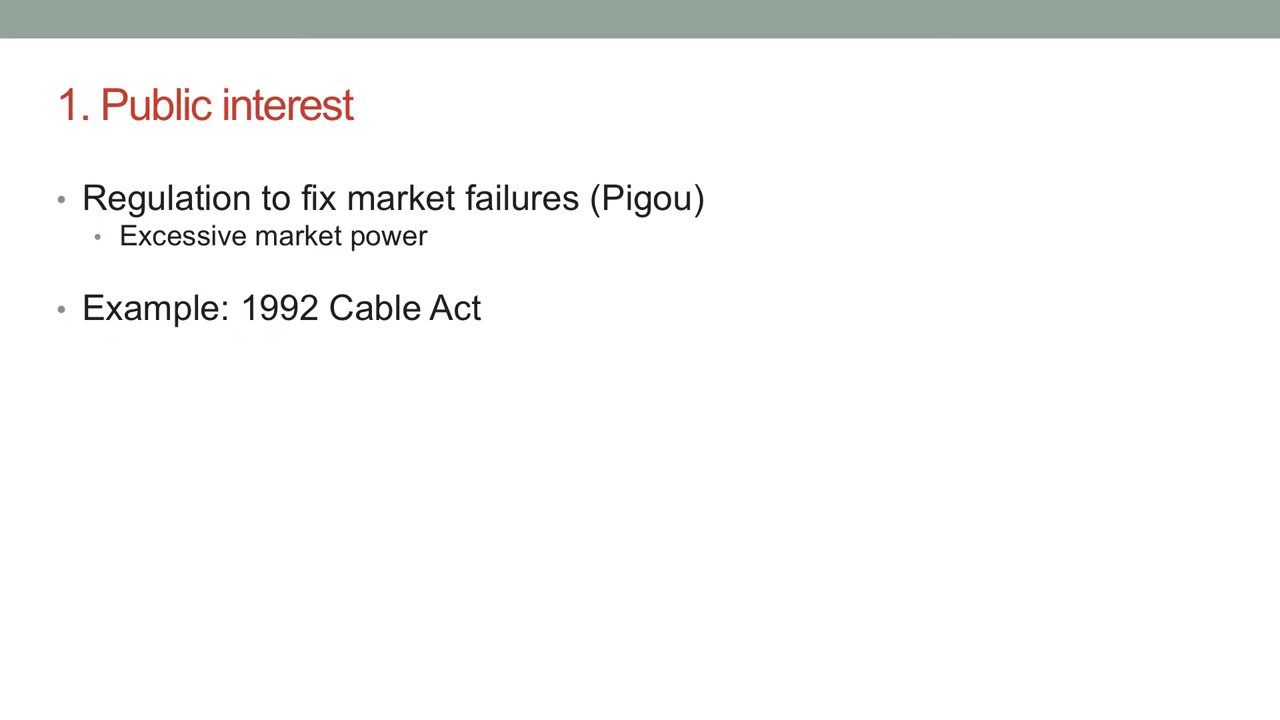 1. Public interest
• Regulation to fix market failures (Pigou)
• Excessive market power
• Example: 1992 Cable Act